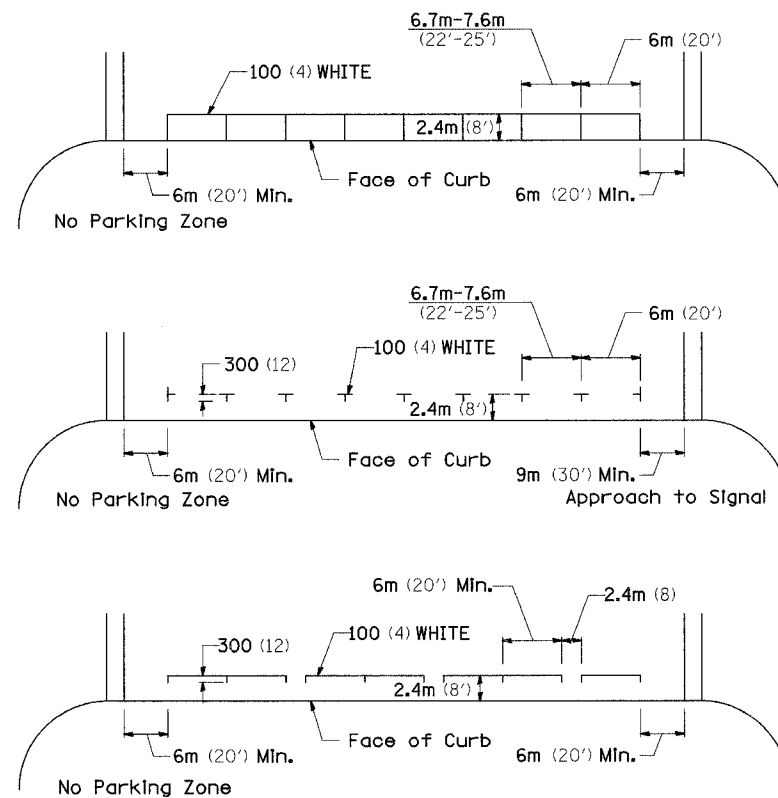 6.7m-7.6m
(22'-25')
6m (20')
100 (4) WHITE
2.4m (8')
Face of Curb
6m (20') Min.
6m (20') Min.
No Parking Zone
6.7m-7.6m
(22'-25')
6m (20')
300 (12)
100 (4) WHITE
2.4m (8')
Face of Curb
6m (20') Min.
9m (30') Min.
No Parking Zone
Approach to Signal
6m (20') Min.
2.4m (8)
300 (12)
100 (4) WHITE
2.4m (8')
Face of Curb
6m (20') Min.
6m (20') Min.
No Parking Zone